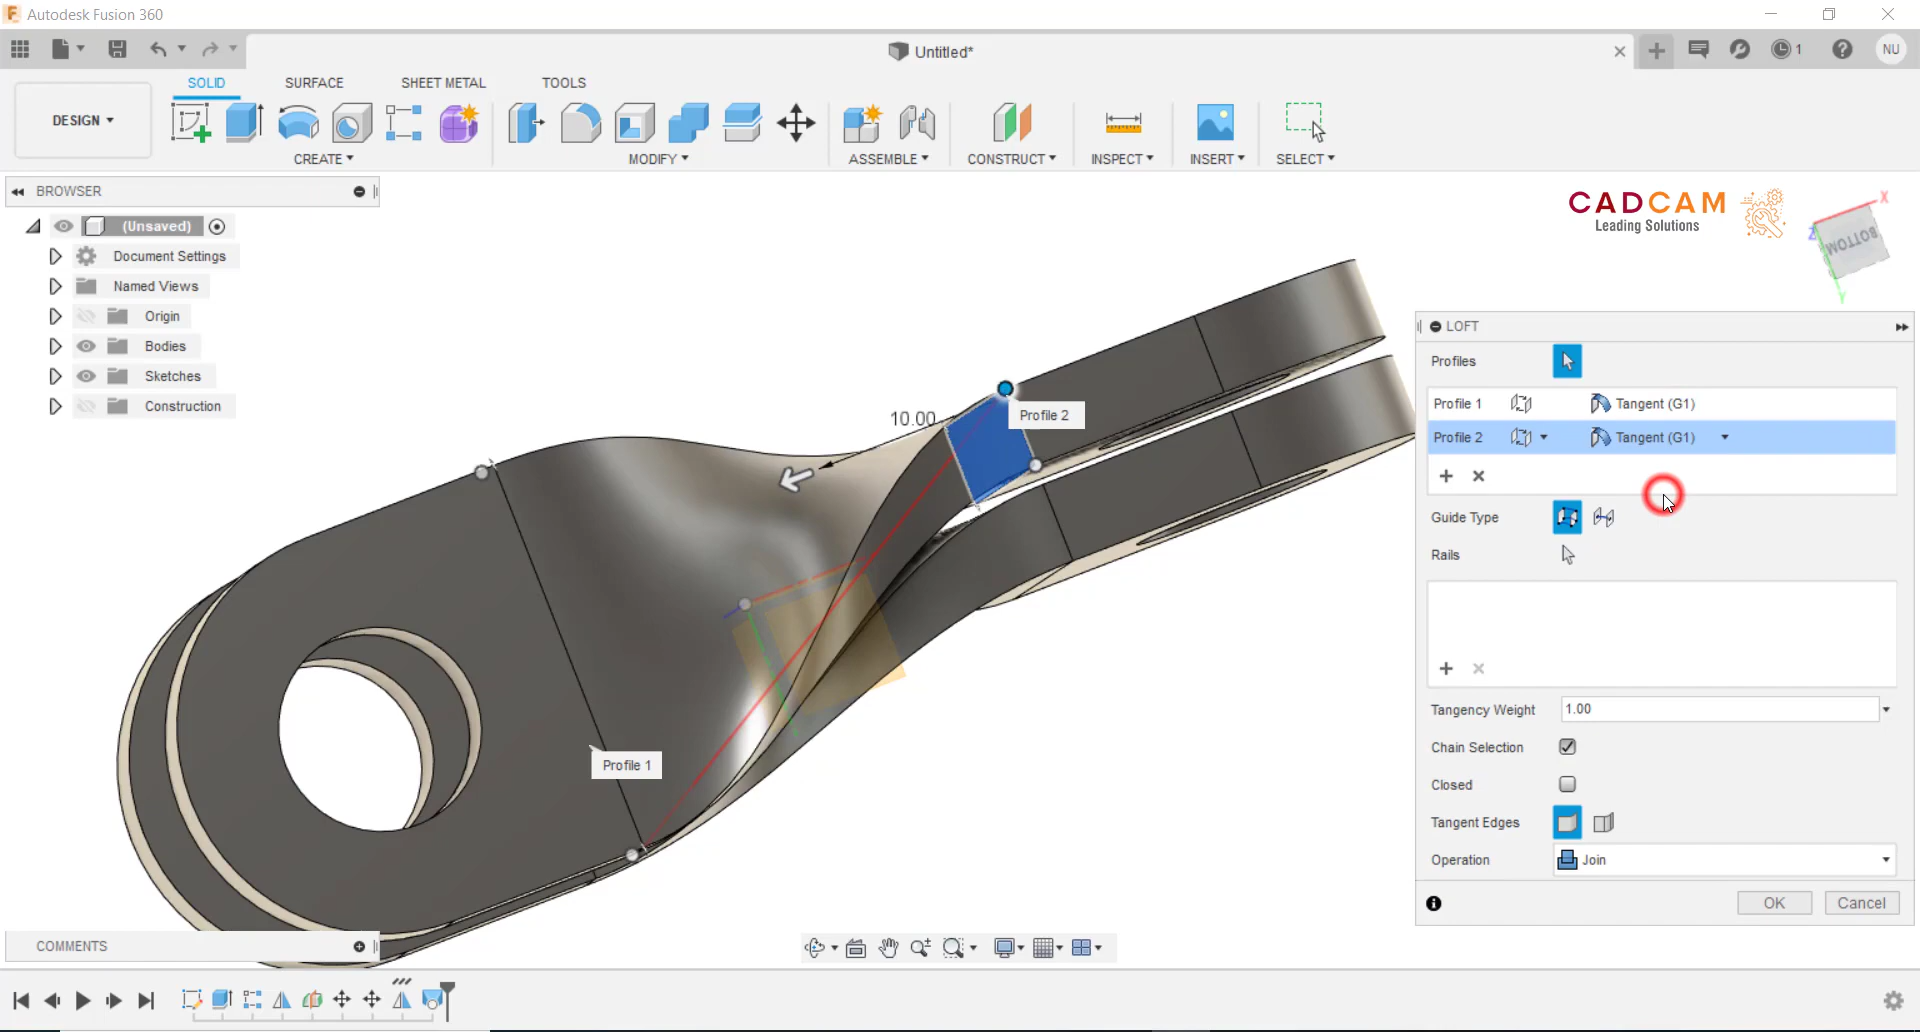 Autodesk Fusion 360
Untitled*
1
NU
DESIGN
SOLID
SURFACE
SHEET METAL
TOOLS
CREATE
MODIFY
ASSEMBLE
CONSTRUCT
INSPECT
INSERT
SELECT
BROWSER
(Unsaved)
Document Settings
Named Views
Origin
Bodies
Sketches
Construction
CADCAM
Leading Solutions
X
Z
BOTTOM
Y
10.00
Profile 2
Profile 1
LOFT
Profiles
Profile 1 Tangent (G1)
Profile 2 Tangent (G1)
Guide Type
Rails
Tangency Weight 1.00
Chain Selection
Closed
Tangent Edges
Operation Join
OK Cancel
COMMENTS